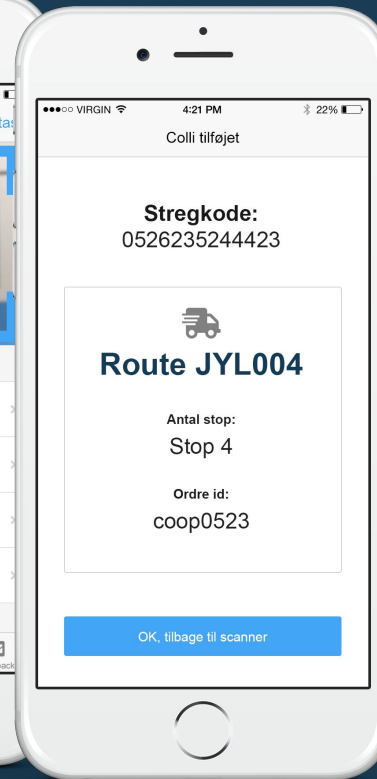 VIRGIN 4:21 PM 22%
Colli tilføjet
Stregkode:
0526235244423
Route JYL004
Antal stop:
Stop 4
Ordre id:
coop0523
OK, tilbage til scanner